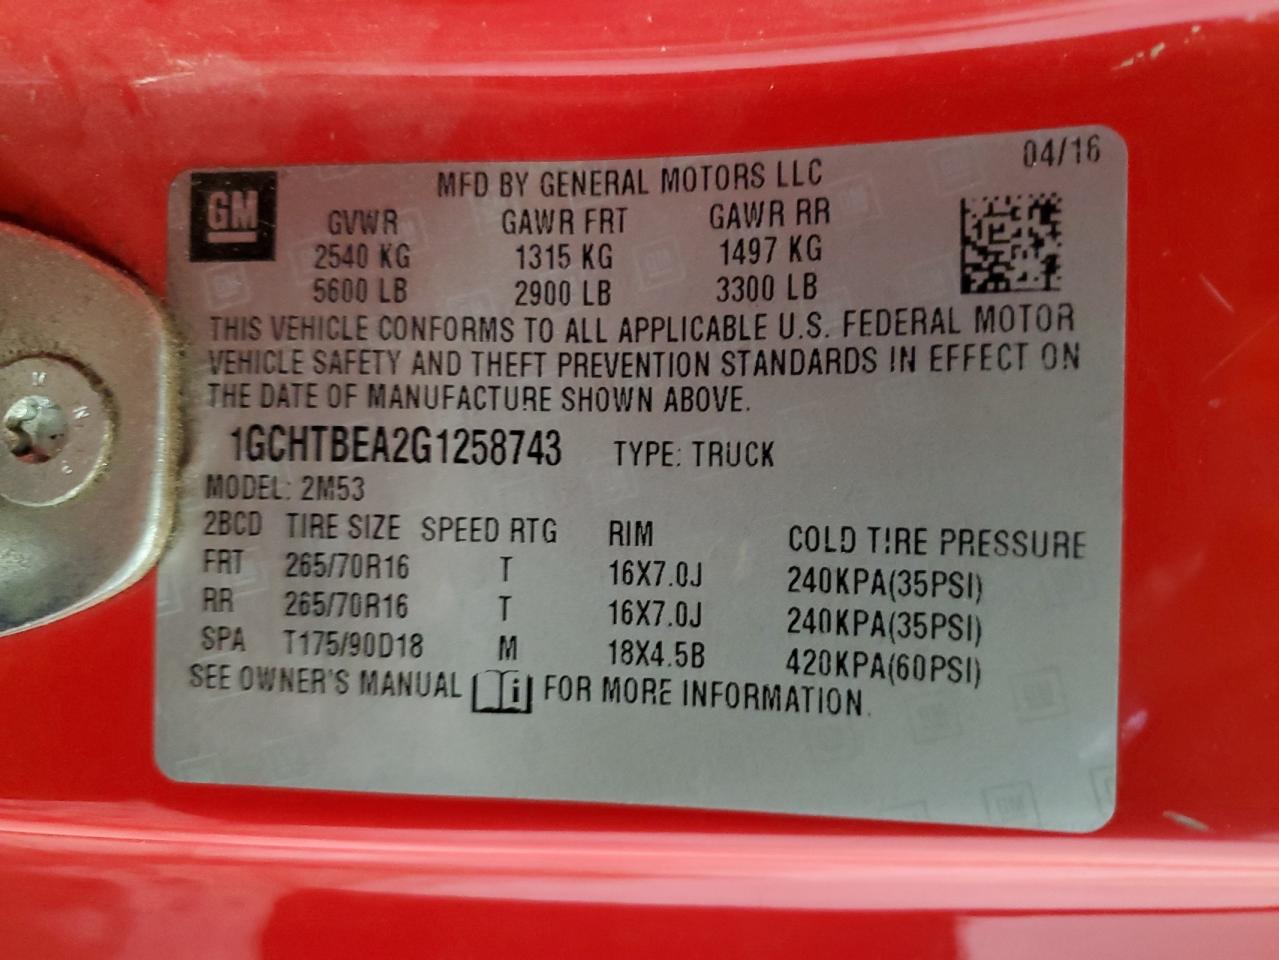 04/16
GM
MFD BY GENERAL MOTORS LLC
GVWR GAWR FRT GAWR RR
2540 KG 1315 KG 1497 KG
5600 LB 2900 LB 3300 LB
THIS VEHICLE CONFORMS TO ALL APPLICABLE U.S. FEDERAL MOTOR
VEHICLE SAFETY AND THEFT PREVENTION STANDARDS IN EFFECT ON
THE DATE OF MANUFACTURE SHOWN ABOVE.
1GCHTBEA2G1258743 TYPE: TRUCK
MODEL: 2M53
2BCD TIRE SIZE SPEED RTG RIM COLD TIRE PRESSURE
FRT 265/70R16 T 16X7.0J 240KPA(35PSI)
RR 265/70R16 T 16X7.0J 240KPA(35PSI)
SPA T175/90D18 M 18X4.5B 420KPA(60PSI)
SEE OWNER'S MANUAL i FOR MORE INFORMATION.